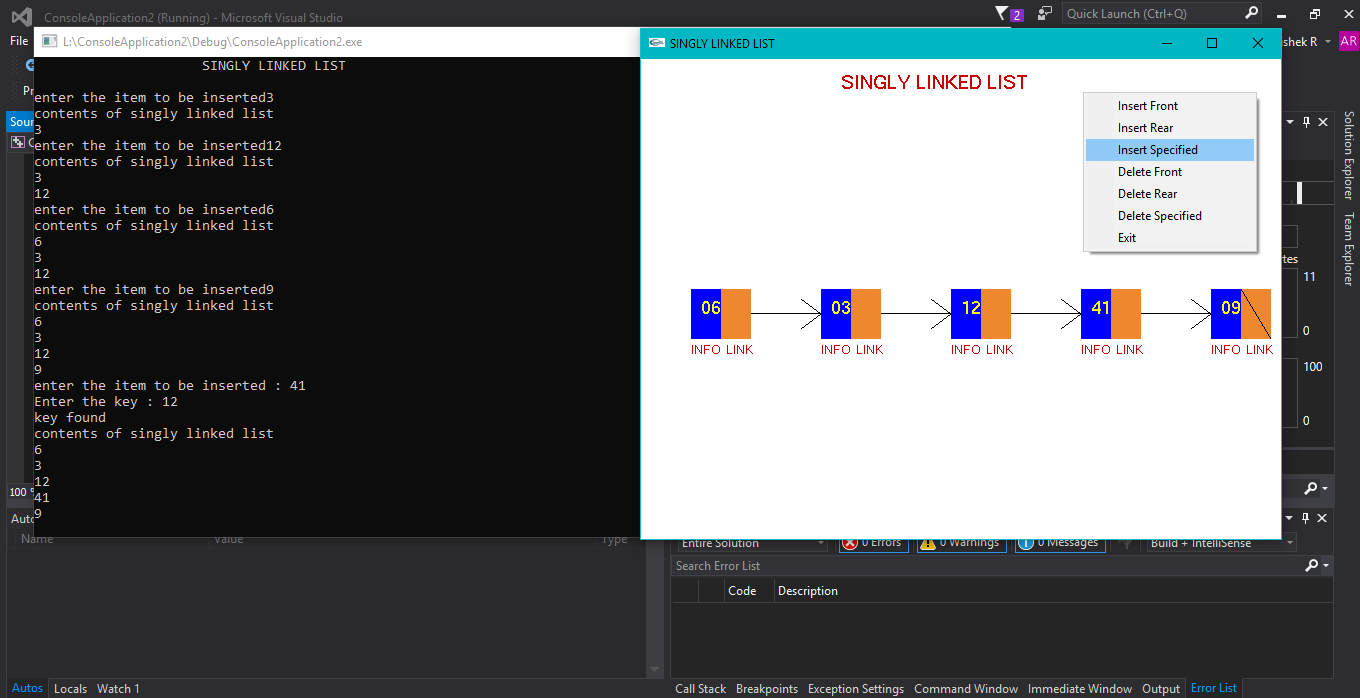 ConsoleApplication2 (Running) - Microsoft Visual Studio
2
Quick Launch (Ctrl+Q)
File
shek R
AR
L:\ConsoleApplication2\Debug\ConsoleApplication2.exe
SINGLY LINKED LIST
enter the item to be inserted3
contents of singly linked list
3
enter the item to be inserted12
contents of singly linked list
3
12
enter the item to be inserted6
contents of singly linked list
6
3
12
enter the item to be inserted9
contents of singly linked list
6
3
12
9
enter the item to be inserted : 41
Enter the key : 12
key found
contents of singly linked list
6
3
12
41
9
SINGLY LINKED LIST
SINGLY LINKED LIST
Insert Front
Insert Rear
Insert Specified
Delete Front
Delete Rear
Delete Specified
Exit
06 03 12 41 09
INFO LINK INFO LINK INFO LINK INFO LINK INFO LINK
Solution Explorer
Team Explorer
tes
11
0
100
0
100 %
Name Value Type
Entire Solution 0 Errors 0 Warnings 0 Messages Build + IntelliSense
Search Error List
Code Description
Autos Locals Watch 1
Call Stack Breakpoints Exception Settings Command Window Immediate Window Output Error List